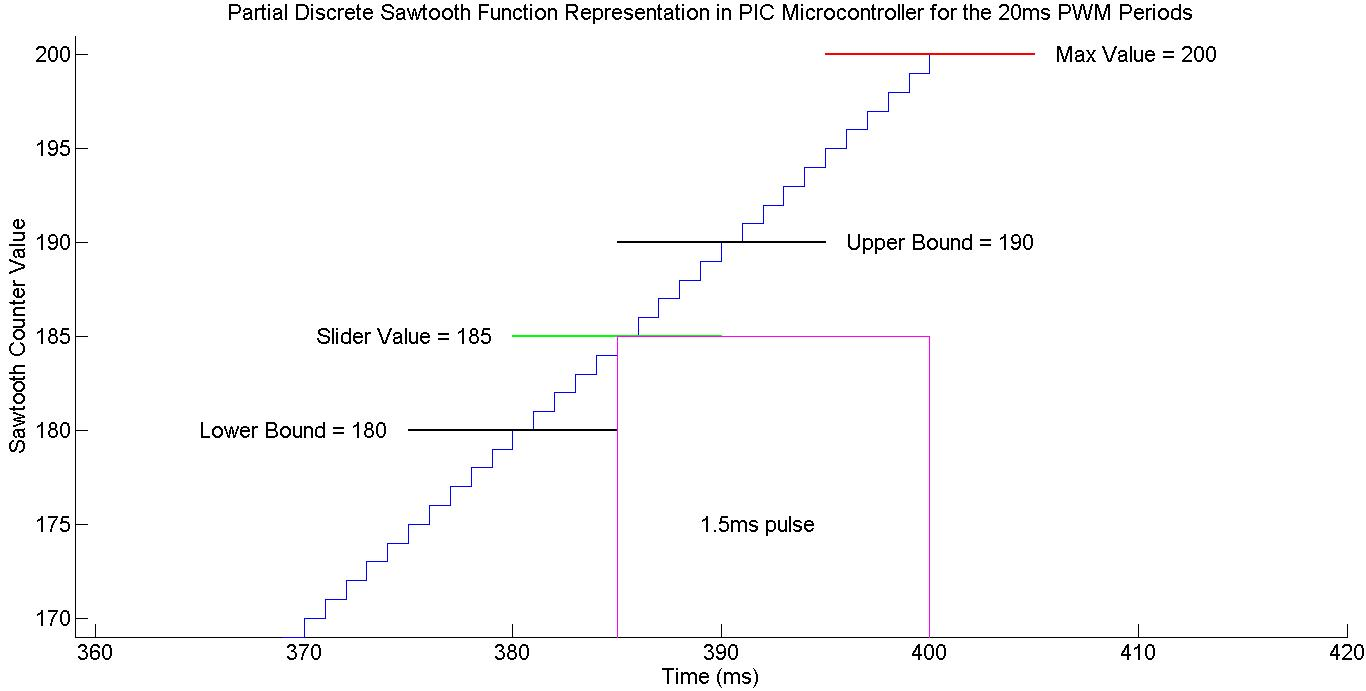 Partial Discrete Sawtooth Function Representation in PIC Microcontroller for the 20ms PWM Periods
200
Max Value = 200
195
190
Upper Bound = 190
Slider Value = 185
185
Lower Bound = 180
180
1.5ms pulse
175
170
Sawtooth Counter Value
360
370
380
390
400
410
420
Time (ms)